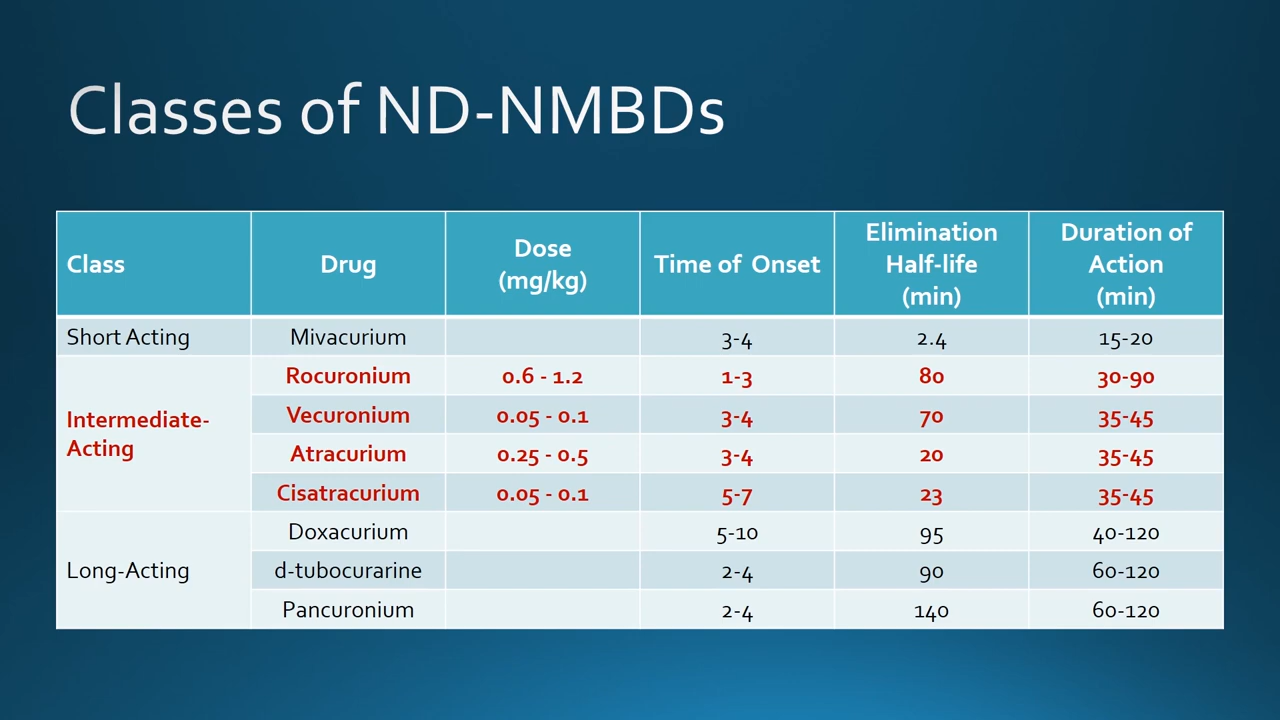 Classes of ND-NMBDs
Class Drug Dose (mg/kg) Time of Onset Elimination Half-life (min) Duration of Action (min)
Short Acting Mivacurium 3-4 2.4 15-20
Intermediate-Acting Rocuronium 0.6 - 1.2 1-3 80 30-90
Vecuronium 0.05 - 0.1 3-4 70 35-45
Atracurium 0.25 - 0.5 3-4 20 35-45
Cisatracurium 0.05 - 0.1 5-7 23 35-45
Long-Acting Doxacurium 5-10 95 40-120
d-tubocurarine 2-4 90 60-120
Pancuronium 2-4 140 60-120